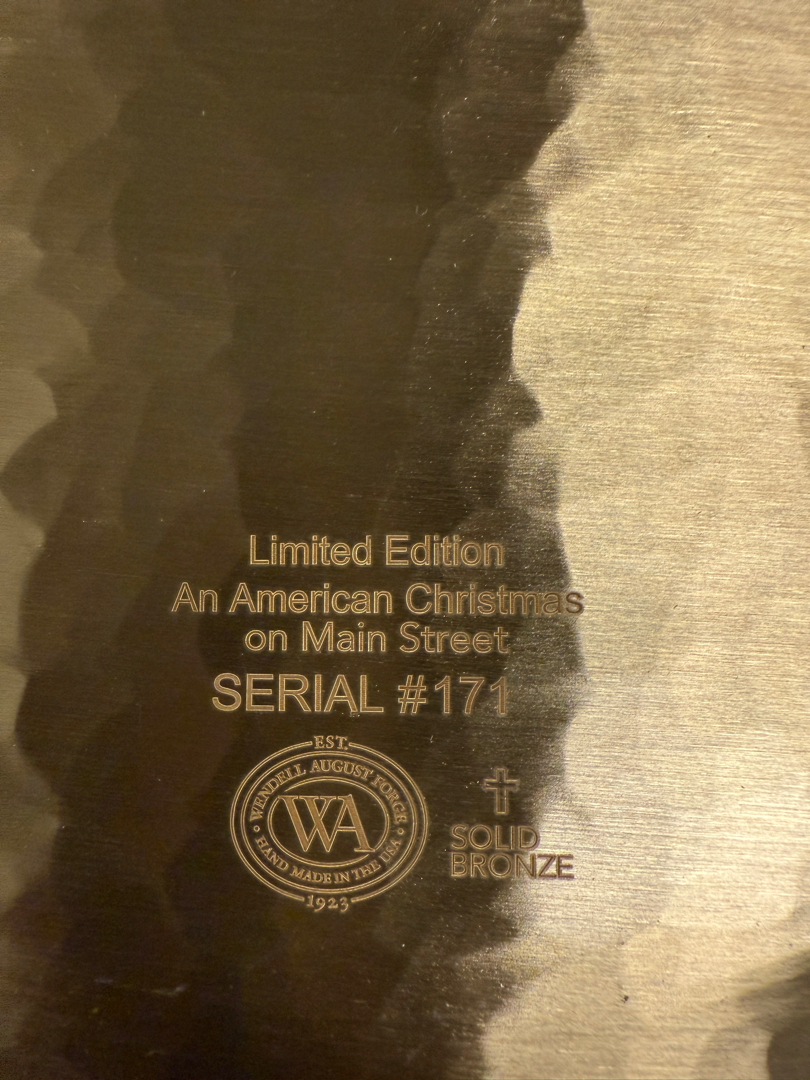 Limited Edition
An American Christmas
on Main Street
SERIAL #171
EST.
WENDELL AUGUST FORGE
WA
HAND MADE IN THE USA
1923
SOLID
BRONZE